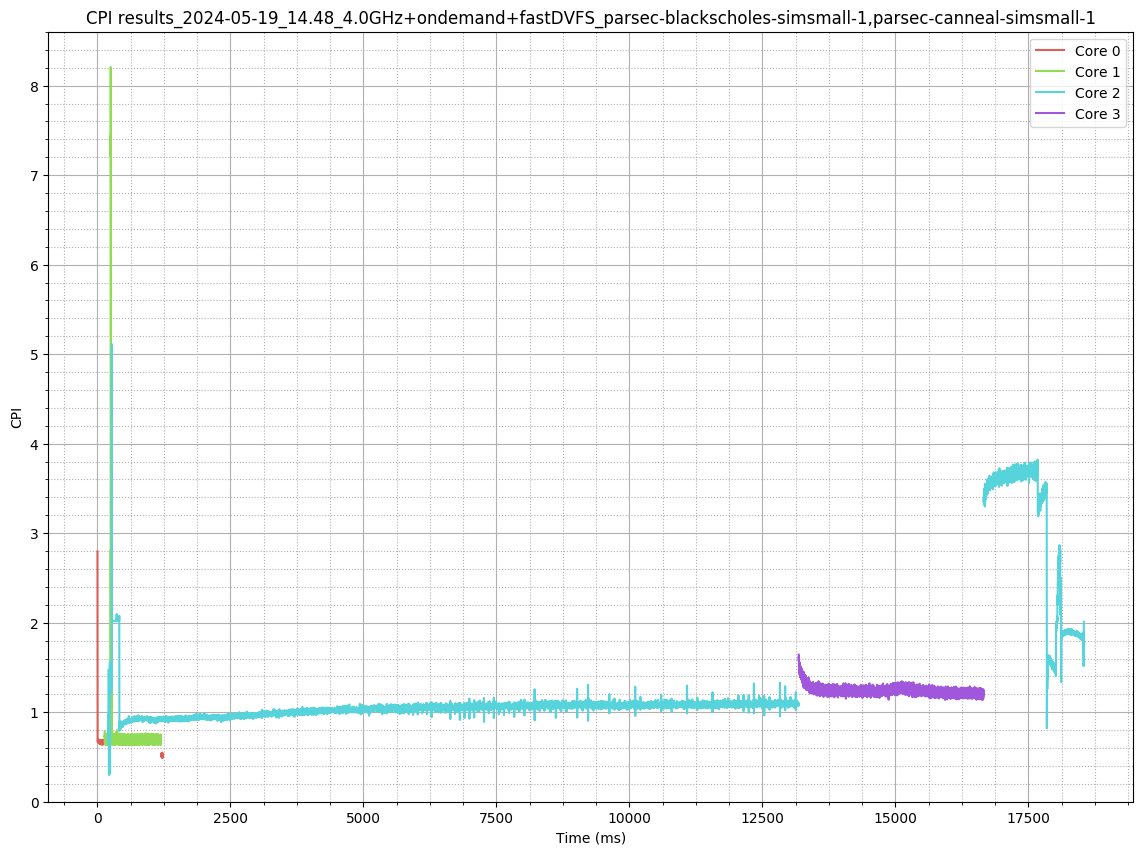 CPI results_2024-05-19_14.48_4.0GHz+ondemand+fastDVFS_parsec-blackscholes-simsmall-1,parsec-canneal-simsmall-1
Core 0
Core 1
Core 2
Core 3
CPI
8
7
6
5
4
3
2
1
0
0 2500 5000 7500 10000 12500 15000 17500
Time (ms)